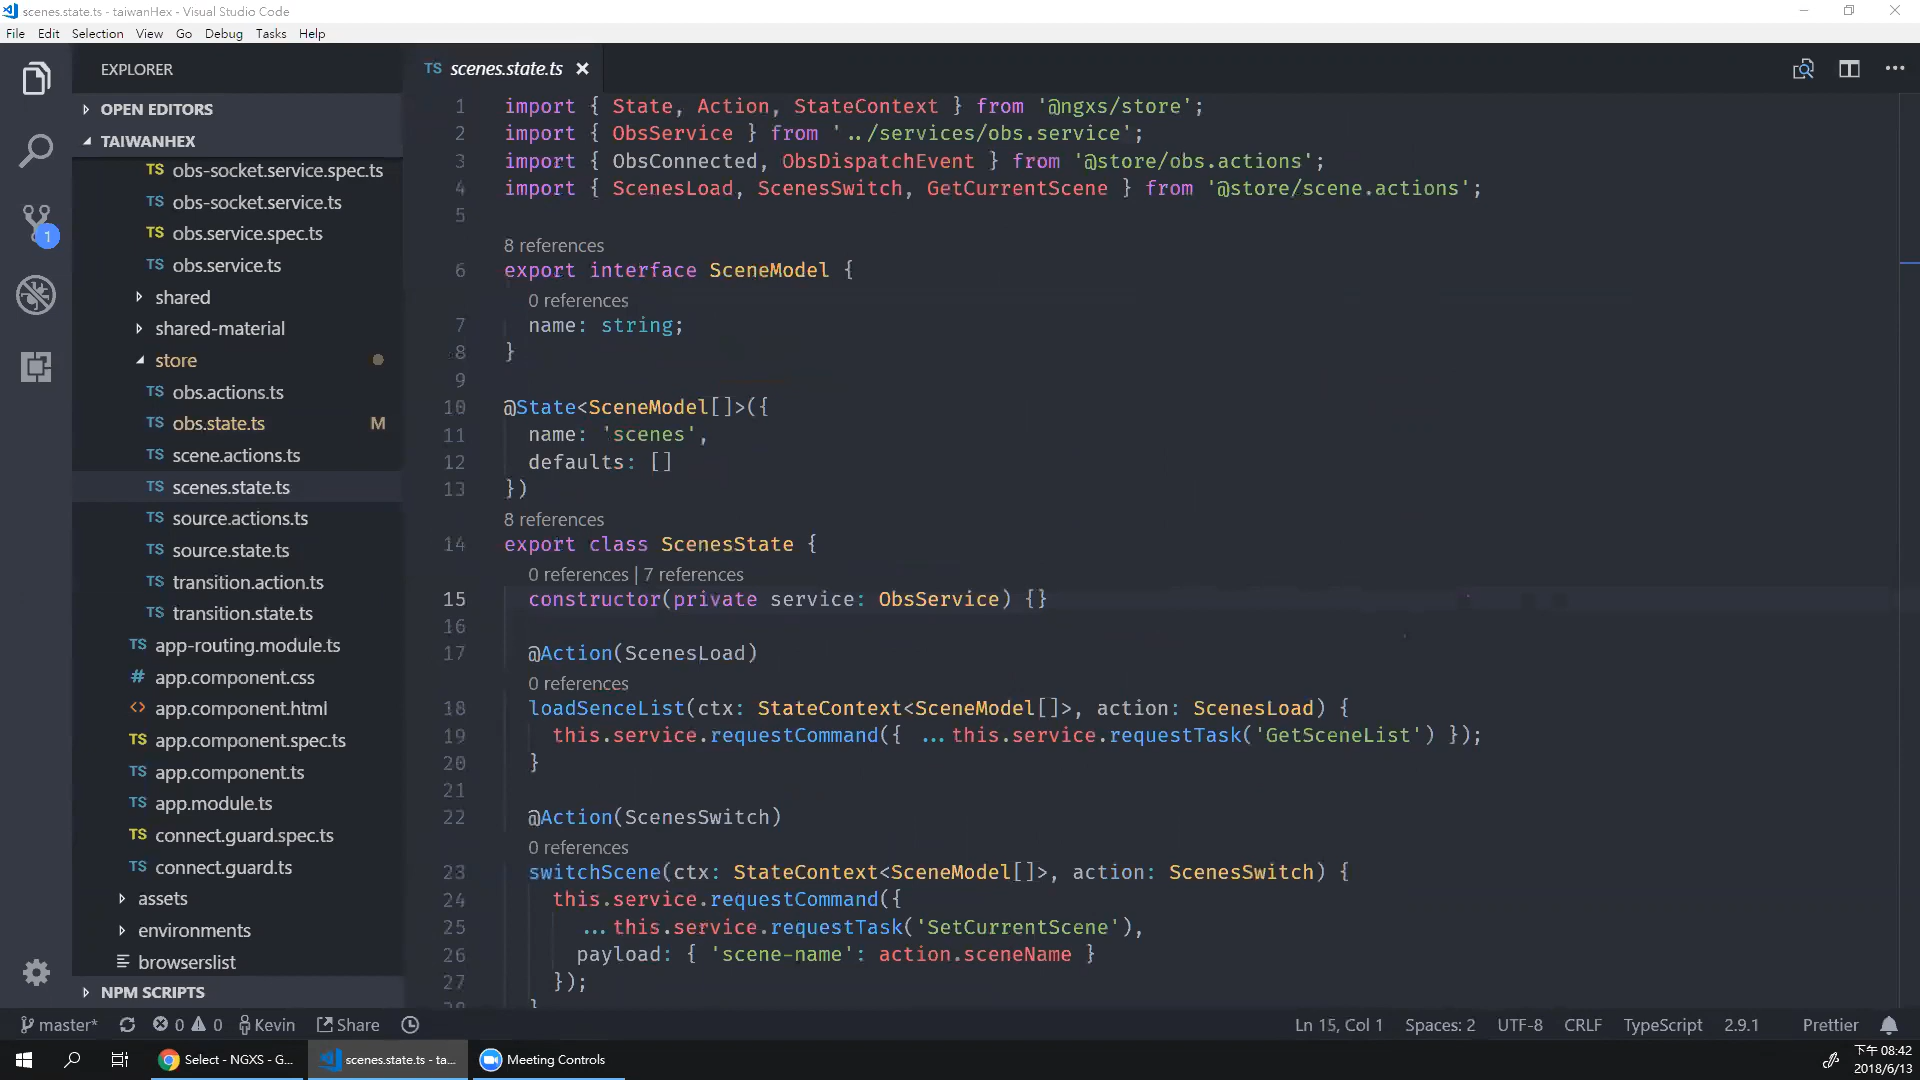 scenes.state.ts - taiwanHex - Visual Studio Code
File Edit Selection View Go Debug Tasks Help
EXPLORER
OPEN EDITORS
TAIWANHEX
TS obs-socket.service.spec.ts
TS obs-socket.service.ts
TS obs.service.spec.ts
TS obs.service.ts
shared
shared-material
store
TS obs.actions.ts
TS obs.state.ts M
TS scene.actions.ts
TS scenes.state.ts
TS source.actions.ts
TS source.state.ts
TS transition.action.ts
TS transition.state.ts
TS app-routing.module.ts
# app.component.css
<> app.component.html
TS app.component.spec.ts
TS app.component.ts
TS app.module.ts
TS connect.guard.spec.ts
TS connect.guard.ts
assets
environments
browserslist
NPM SCRIPTS
1
TS scenes.state.ts
1 import { State, Action, StateContext } from '@ngxs/store';
2 import { ObsService } from '../services/obs.service';
3 import { ObsConnected, ObsDispatchEvent } from '@store/obs.actions';
4 import { ScenesLoad, ScenesSwitch, GetCurrentScene } from '@store/scene.actions';
5
8 references
6 export interface SceneModel {
0 references
7 name: string;
8 }
9
10 @State<SceneModel[]>({
11 name: 'scenes',
12 defaults: []
13 })
8 references
14 export class ScenesState {
0 references | 7 references
15 constructor(private service: ObsService) {}
16
17 @Action(ScenesLoad)
0 references
18 loadSenceList(ctx: StateContext<SceneModel[]>, action: ScenesLoad) {
19 this.service.requestCommand({ ...this.service.requestTask('GetSceneList') });
20 }
21
22 @Action(ScenesSwitch)
0 references
23 switchScene(ctx: StateContext<SceneModel[]>, action: ScenesSwitch) {
24 this.service.requestCommand({
25 ...this.service.requestTask('SetCurrentScene'),
26 payload: { 'scene-name': action.sceneName }
27 });
28 }
master* 0 0 Kevin Share Ln 15, Col 1 Spaces: 2 UTF-8 CRLF TypeScript 2.9.1 Prettier
Select - NGXS - G... scenes.state.ts - ta... Meeting Controls 下午 08:42
2018/6/13